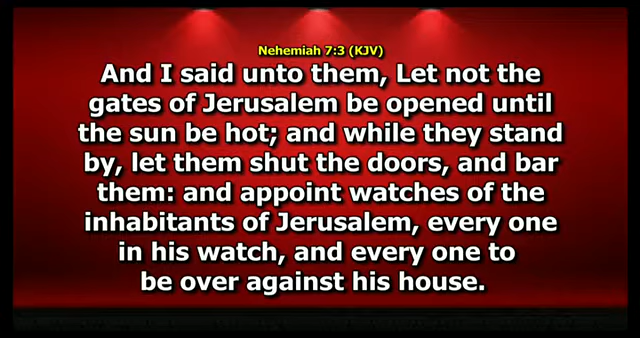 Nehemiah 7:3 (KJV)
And I said unto them, Let not the
gates of Jerusalem be opened until
the sun be hot; and while they stand
by, let them shut the doors, and bar
them: and appoint watches of the
inhabitants of Jerusalem, every one
in his watch, and every one to
be over against his house.